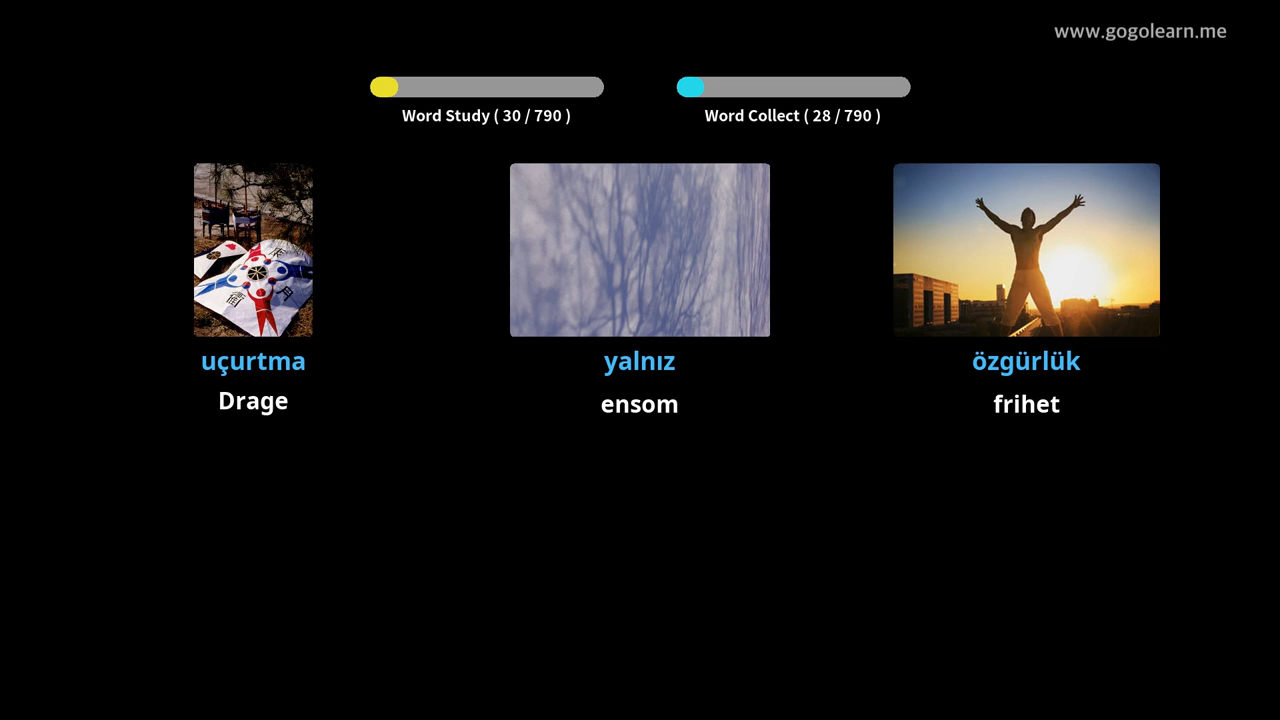 www.gogolearn.me
Word Study ( 30 / 790 )
Word Collect ( 28 / 790 )
uçurtma
Drage
yalnız
ensom
özgürlük
frihet